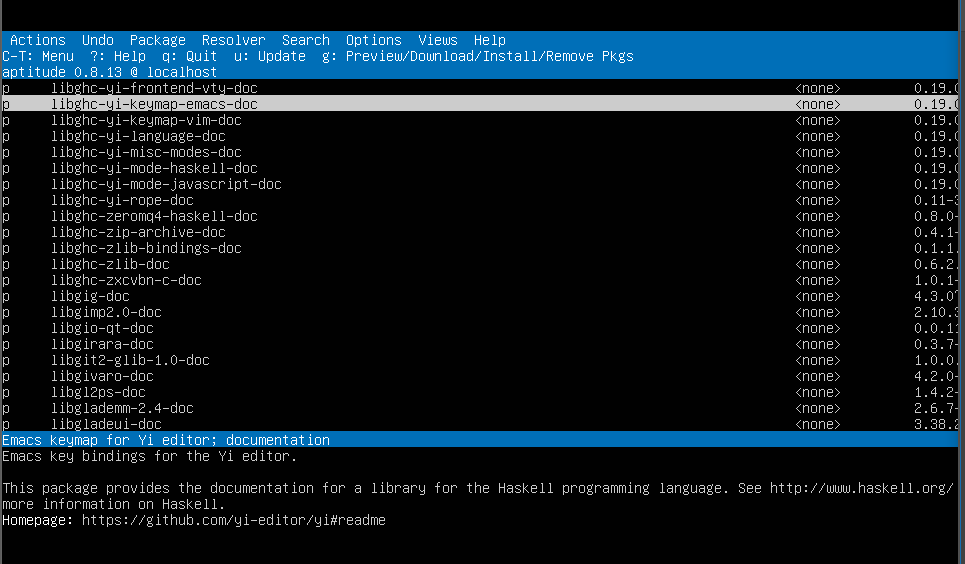 Actions  Undo  Package  Resolver  Search  Options  Views  Help
C-T: Menu  ?: Help  q: Quit  u: Update  g: Preview/Download/Install/Remove Pkgs
aptitude 0.8.13 @ localhost
p     libghc-yi-frontend-vty-doc     <none>     0.19.0
p     libghc-yi-keymap-emacs-doc     <none>     0.19.0
p     libghc-yi-keymap-vim-doc     <none>     0.19.0
p     libghc-yi-language-doc     <none>     0.19.0
p     libghc-yi-misc-modes-doc     <none>     0.19.0
p     libghc-yi-mode-haskell-doc     <none>     0.19.0
p     libghc-yi-mode-javascript-doc     <none>     0.19.0
p     libghc-yi-rope-doc     <none>     0.11-3
p     libghc-zeromq4-haskell-doc     <none>     0.8.0-
p     libghc-zip-archive-doc     <none>     0.4.1-
p     libghc-zlib-bindings-doc     <none>     0.1.1.
p     libghc-zlib-doc     <none>     0.6.2.
p     libghc-zxcvbn-c-doc     <none>     1.0.1-
p     libgig-doc     <none>     4.3.0~
p     libgimp2.0-doc     <none>     2.10.3
p     libgio-qt-doc     <none>     0.0.11
p     libgirara-doc     <none>     0.3.7-
p     libgit2-glib-1.0-doc     <none>     1.0.0.
p     libgivaro-doc     <none>     4.2.0-
p     libgl2ps-doc     <none>     1.4.2-
p     libglademm-2.4-doc     <none>     2.6.7-
p     libgladeui-doc     <none>     3.38.2
Emacs keymap for Yi editor; documentation
Emacs key bindings for the Yi editor.
This package provides the documentation for a library for the Haskell programming language. See http://www.haskell.org/
more information on Haskell.
Homepage: https://github.com/yi-editor/yi#readme